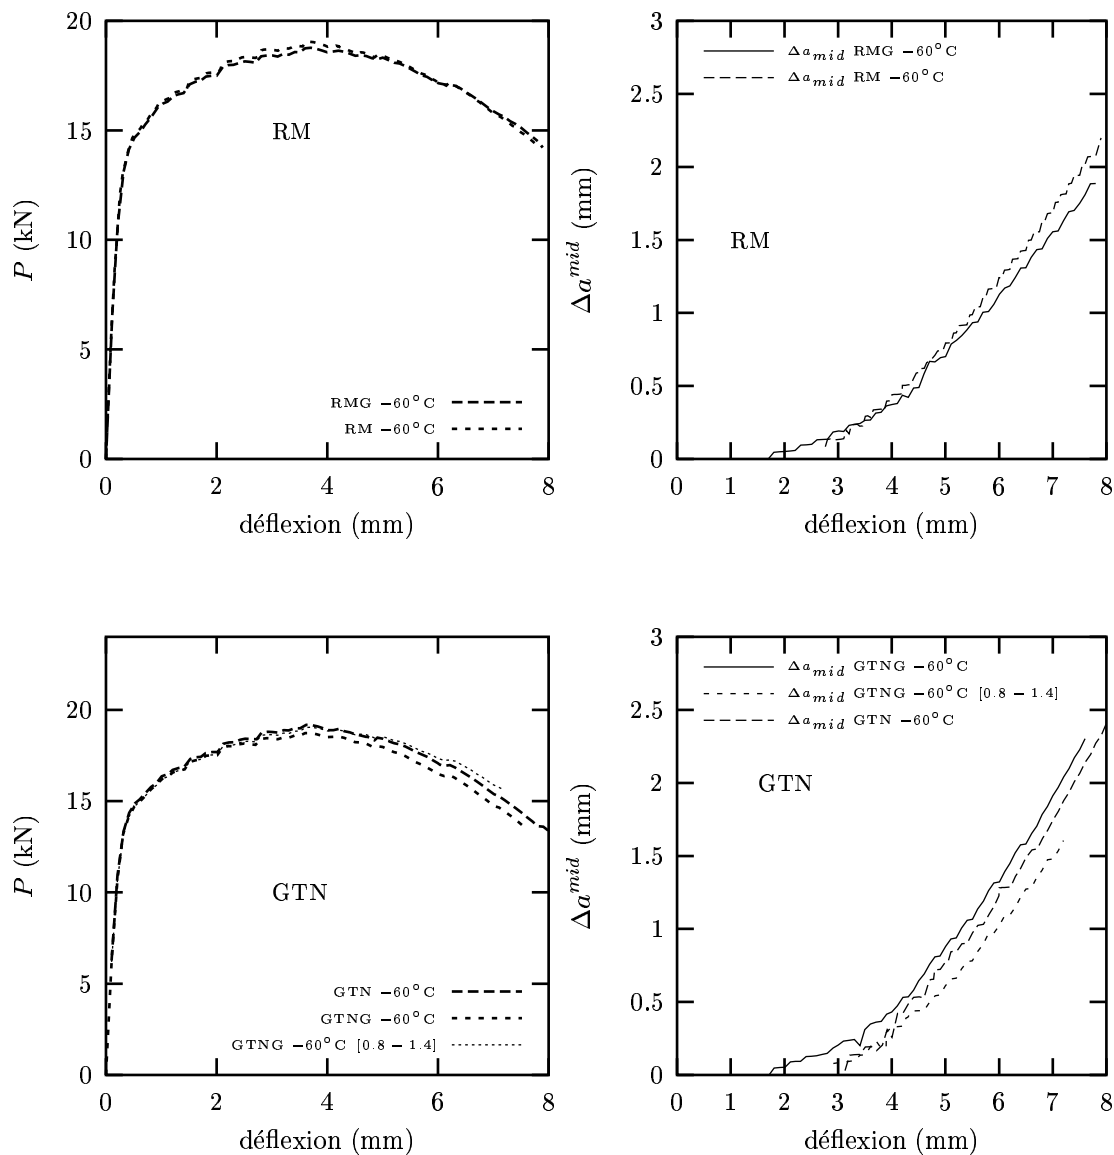 20
15
10
5
0
P (kN)
RM
RMG −60°C
RM −60°C
0 2 4 6 8
déflexion (mm)
3
2.5
2
1.5
1
0.5
0
Δa^mid (mm)
Δa_mid RMG −60°C
Δa_mid RM −60°C
RM
0 1 2 3 4 5 6 7 8
déflexion (mm)
20
15
10
5
0
P (kN)
GTN
GTN −60°C
GTNG −60°C
GTNG −60°C [0.8 − 1.4]
0 2 4 6 8
déflexion (mm)
3
2.5
2
1.5
1
0.5
0
Δa^mid (mm)
Δa_mid GTNG −60°C
Δa_mid GTNG −60°C [0.8 − 1.4]
Δa_mid GTN −60°C
GTN
0 1 2 3 4 5 6 7 8
déflexion (mm)